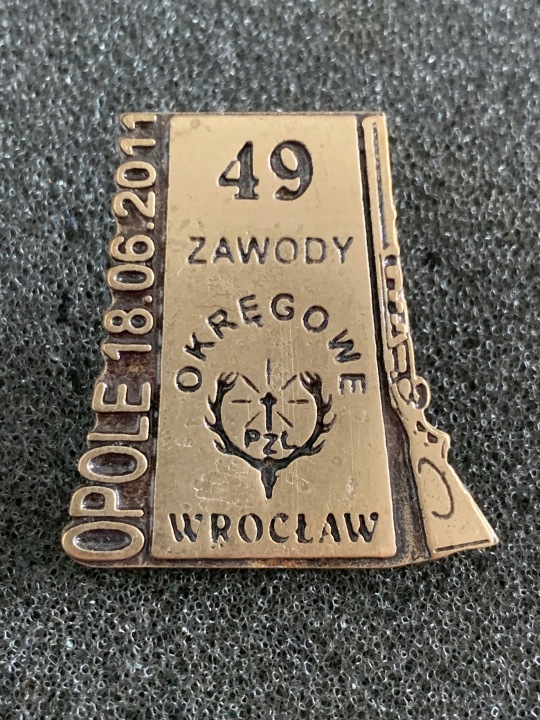 49
ZAWODY
OKRĘGOWE
PZŁ
WROCŁAW
OPOLE 18.06.2011